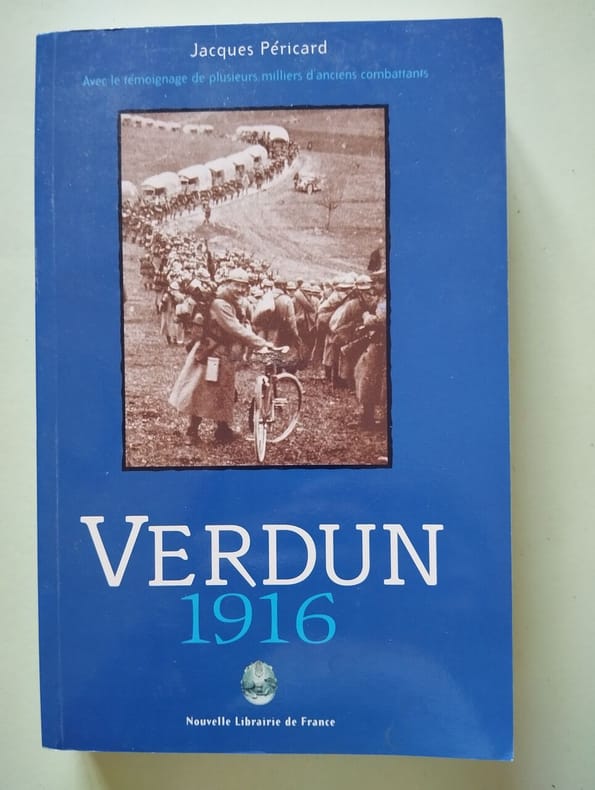 Jacques Péricard
Avec le témoignage de plusieurs milliers d'anciens combattants
VERDUN
1916
Nouvelle Librairie de France